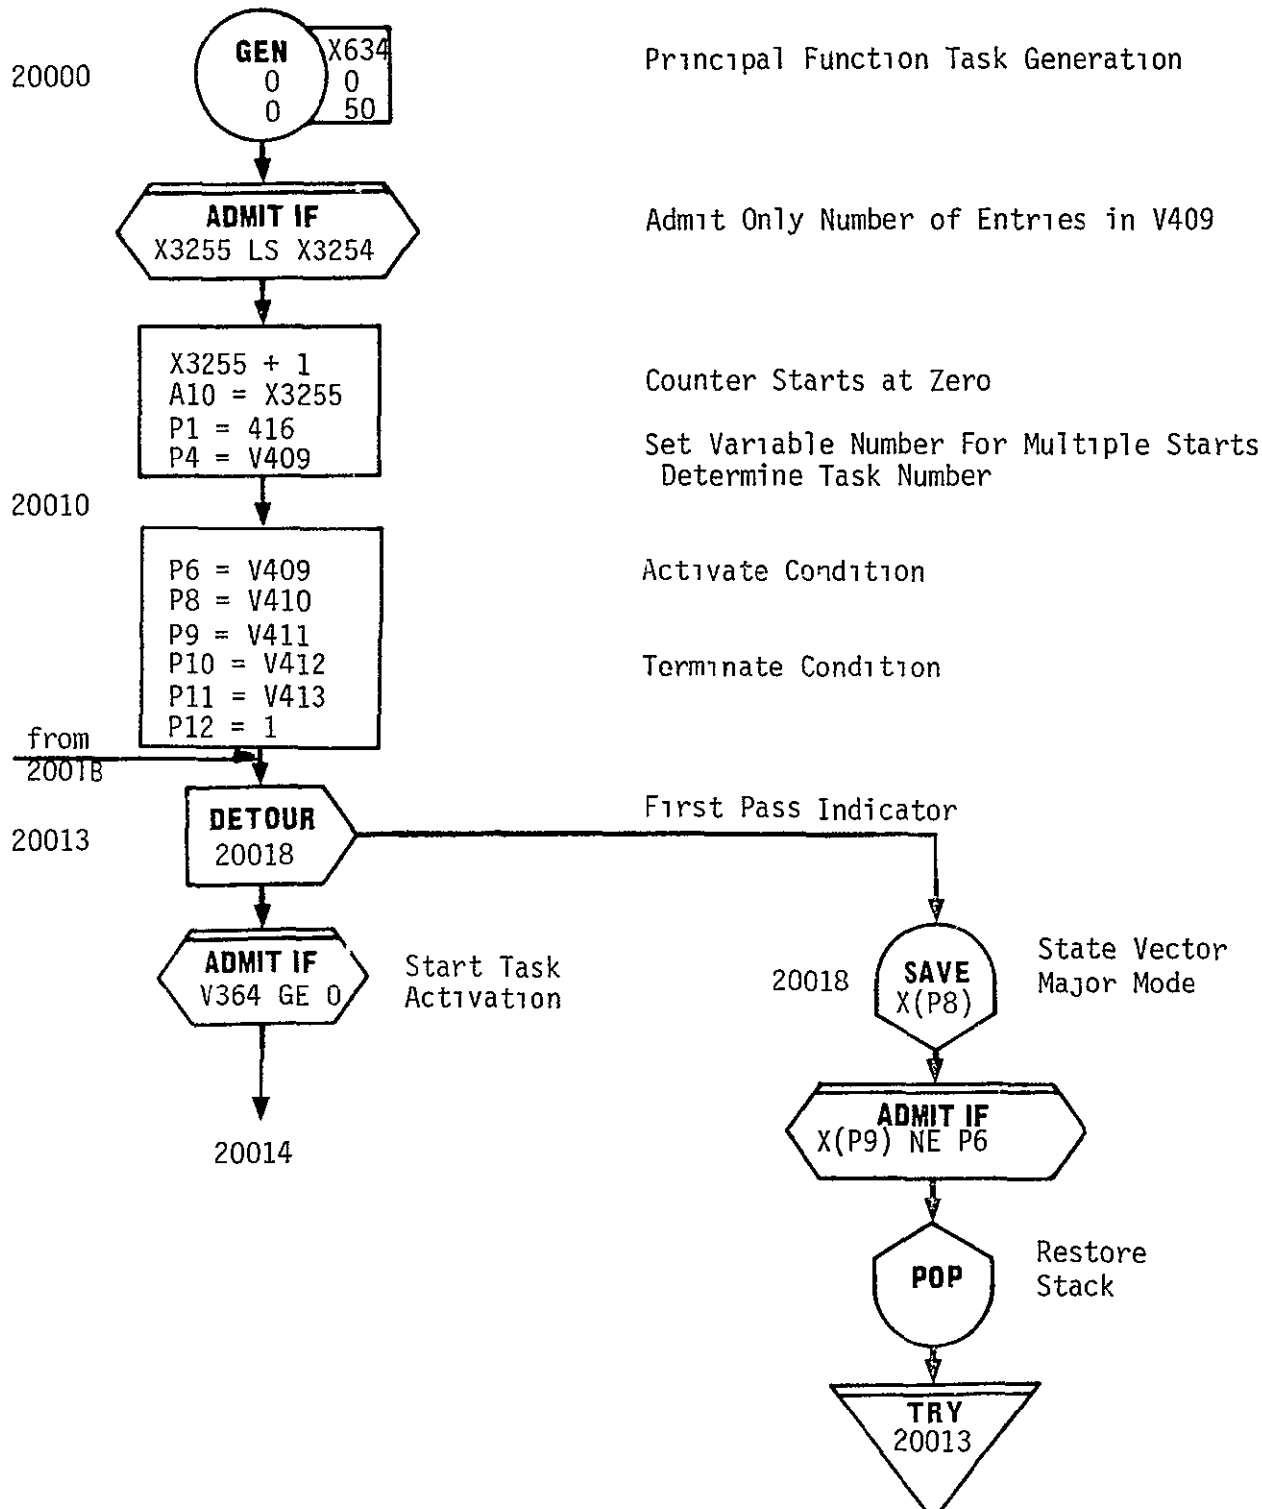 20000
GEN
0
0
X634
0
50
Principal Function Task Generation
ADMIT IF
X3255 LS X3254
Admit Only Number of Entries in V409
X3255 + 1
A10 = X3255
P1 = 416
P4 = V409
Counter Starts at Zero
Set Variable Number For Multiple Starts
Determine Task Number
20010
P6 = V409
P8 = V410
P9 = V411
P10 = V412
P11 = V413
P12 = 1
Activate Condition
Terminate Condition
from
2001B
20013
DETOUR
20018
First Pass Indicator
ADMIT IF
V364 GE 0
Start Task
Activation
20014
20018
SAVE
X(P8)
State Vector
Major Mode
ADMIT IF
X(P9) NE P6
POP
Restore
Stack
TRY
20013